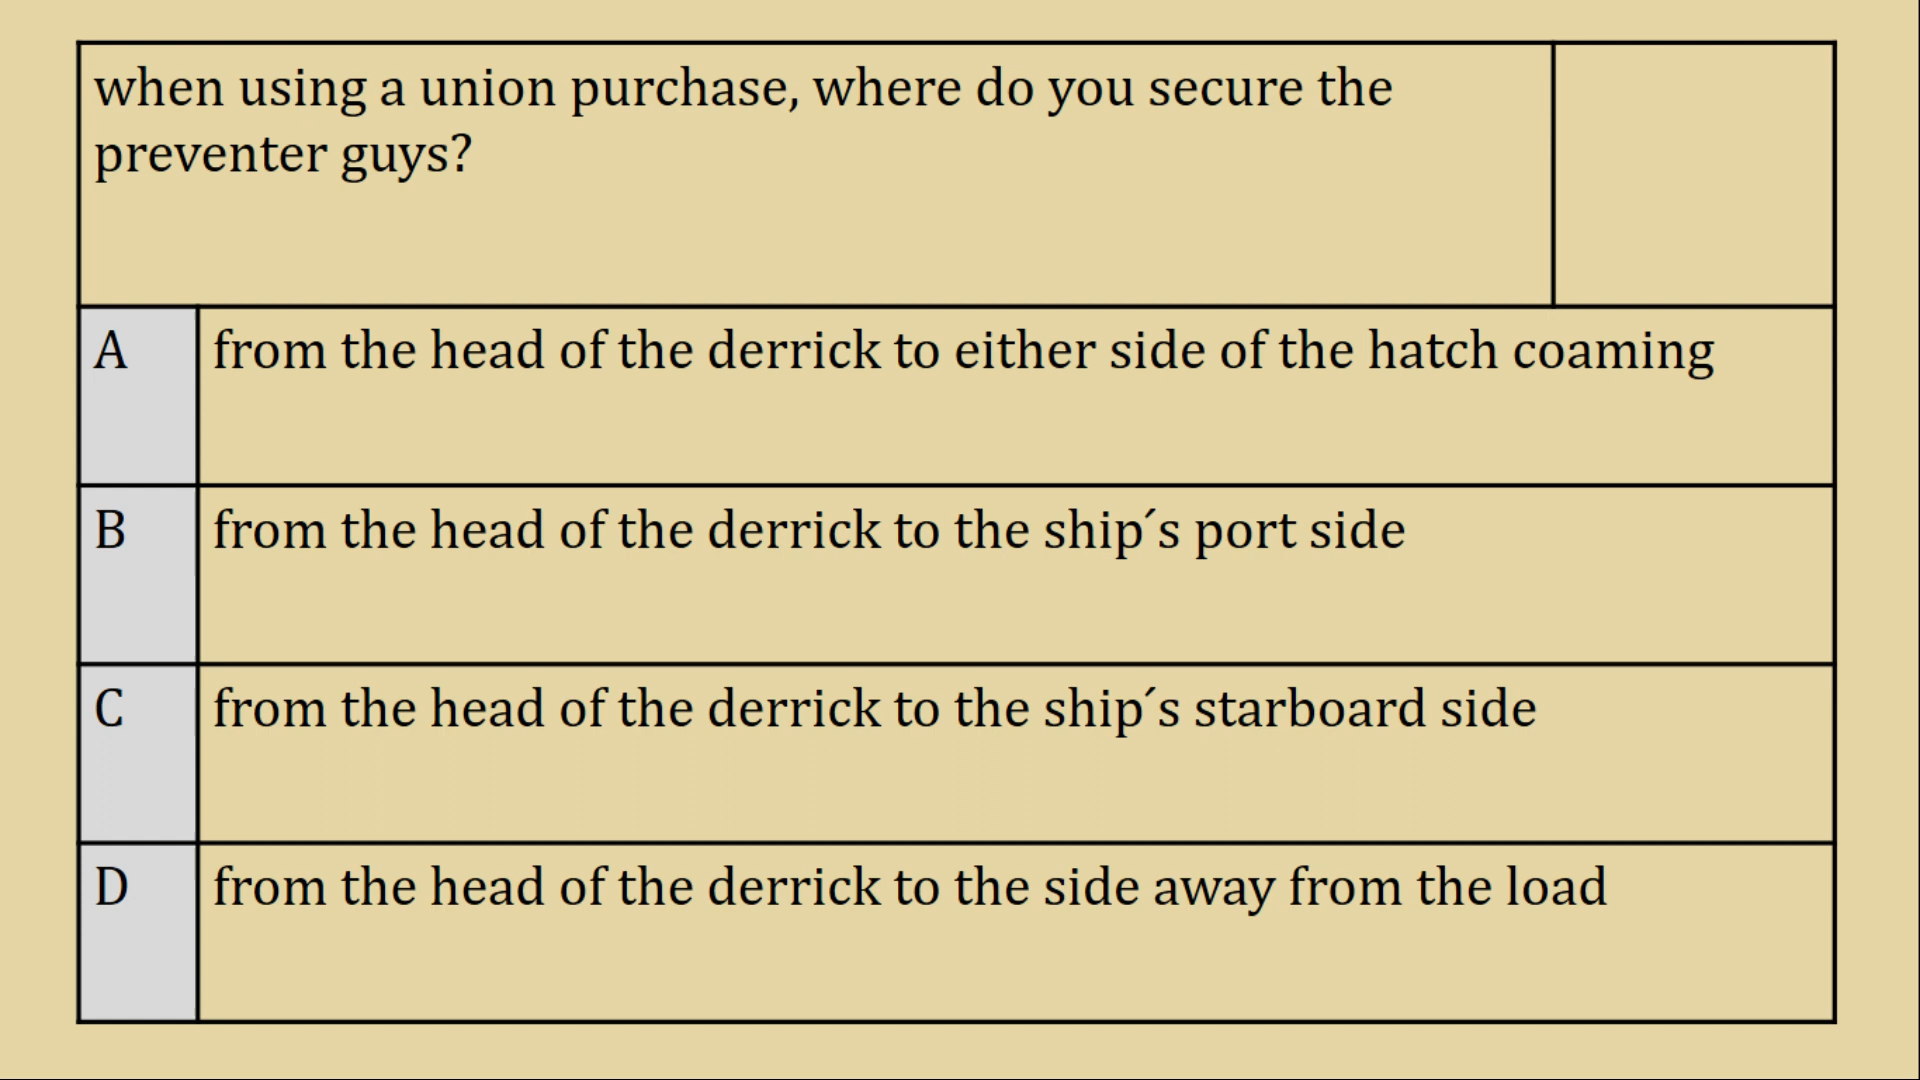 when using a union purchase, where do you secure the
preventer guys?
A from the head of the derrick to either side of the hatch coaming
B from the head of the derrick to the ship´s port side
C from the head of the derrick to the ship´s starboard side
D from the head of the derrick to the side away from the load